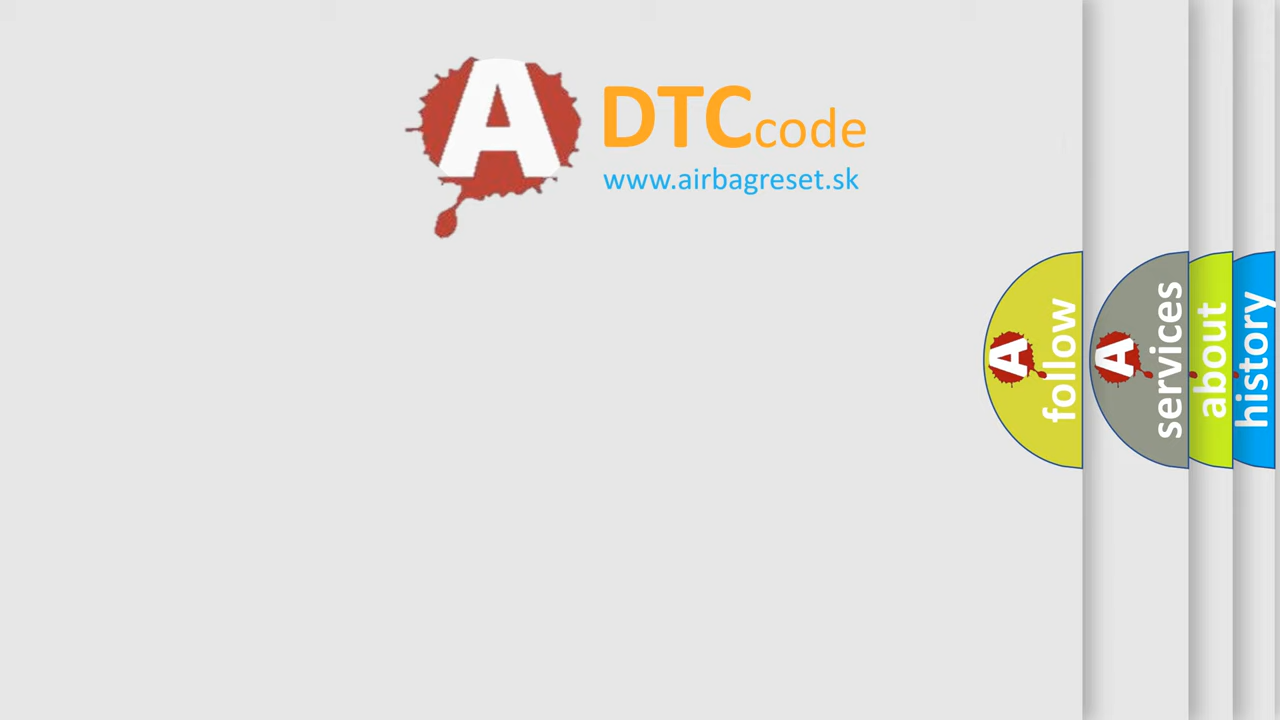 A
DTCcode
www.airbagreset.sk
A
follow
A
services
about
history